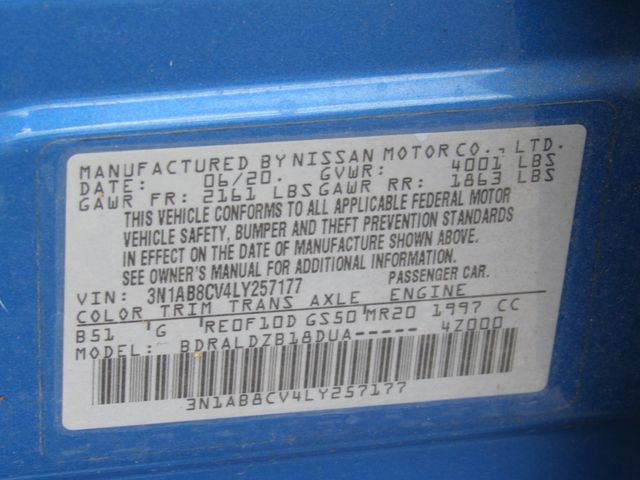 MANUFACTURED BY NISSAN MOTOR CO., LTD.
DATE: 06/20. GVWR: 4001 LBS
GAWR FR: 2161 LBS GAWR RR: 1863 LBS
THIS VEHICLE CONFORMS TO ALL APPLICABLE FEDERAL MOTOR
VEHICLE SAFETY, BUMPER AND THEFT PREVENTION STANDARDS
IN EFFECT ON THE DATE OF MANUFACTURE SHOWN ABOVE.
SEE OWNER'S MANUAL FOR ADDITIONAL INFORMATION.
VIN: 3N1AB8CV4LY257177 PASSENGER CAR.
COLOR TRIM TRANS AXLE ENGINE
B51 G RE0F10D GS50 MR20 1997 CC
MODEL: BDRALDZB18DUA----- 4Z000
3N1AB8CV4LY257177